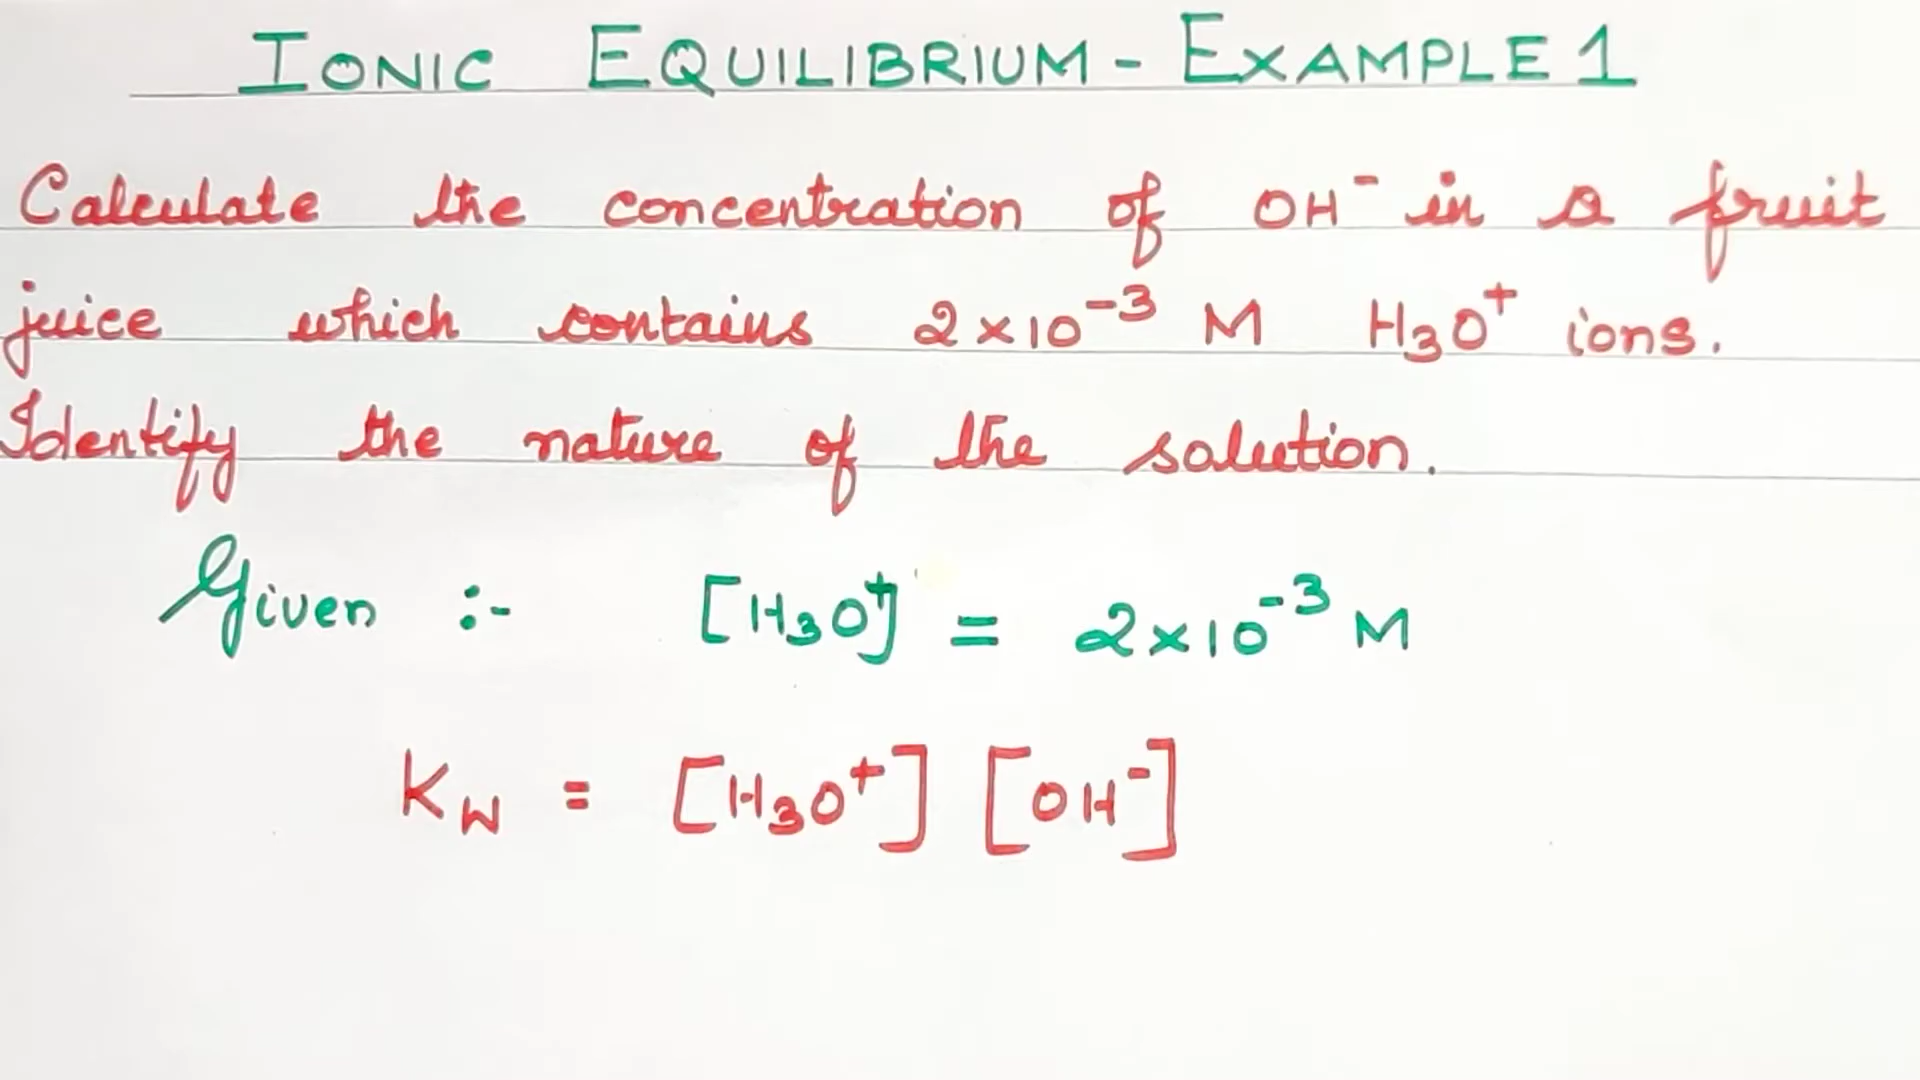 IONIC EQUILIBRIUM - EXAMPLE 1
Calculate the concentration of OH⁻ in a fruit
juice which contains 2×10⁻³ M H₃O⁺ ions.
Identify the nature of the solution.
Given :- [H₃O⁺] = 2×10⁻³ M
K_W = [H₃O⁺] [OH⁻]